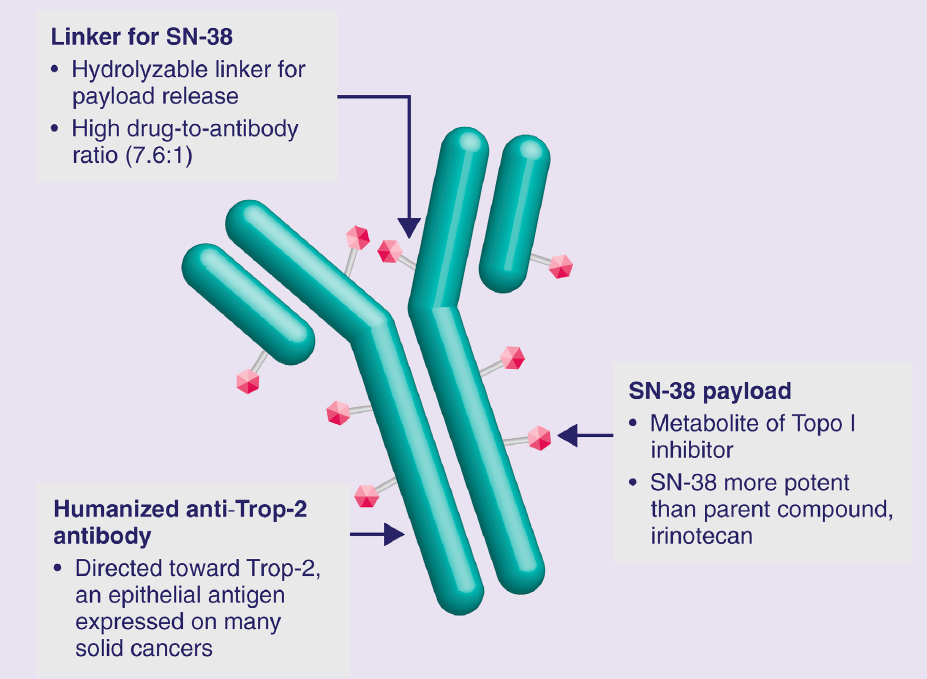 Linker for SN-38
• Hydrolyzable linker for
payload release
• High drug-to-antibody
ratio (7.6:1)
SN-38 payload
• Metabolite of Topo I
inhibitor
• SN-38 more potent
than parent compound,
irinotecan
Humanized anti-Trop-2
antibody
• Directed toward Trop-2,
an epithelial antigen
expressed on many
solid cancers